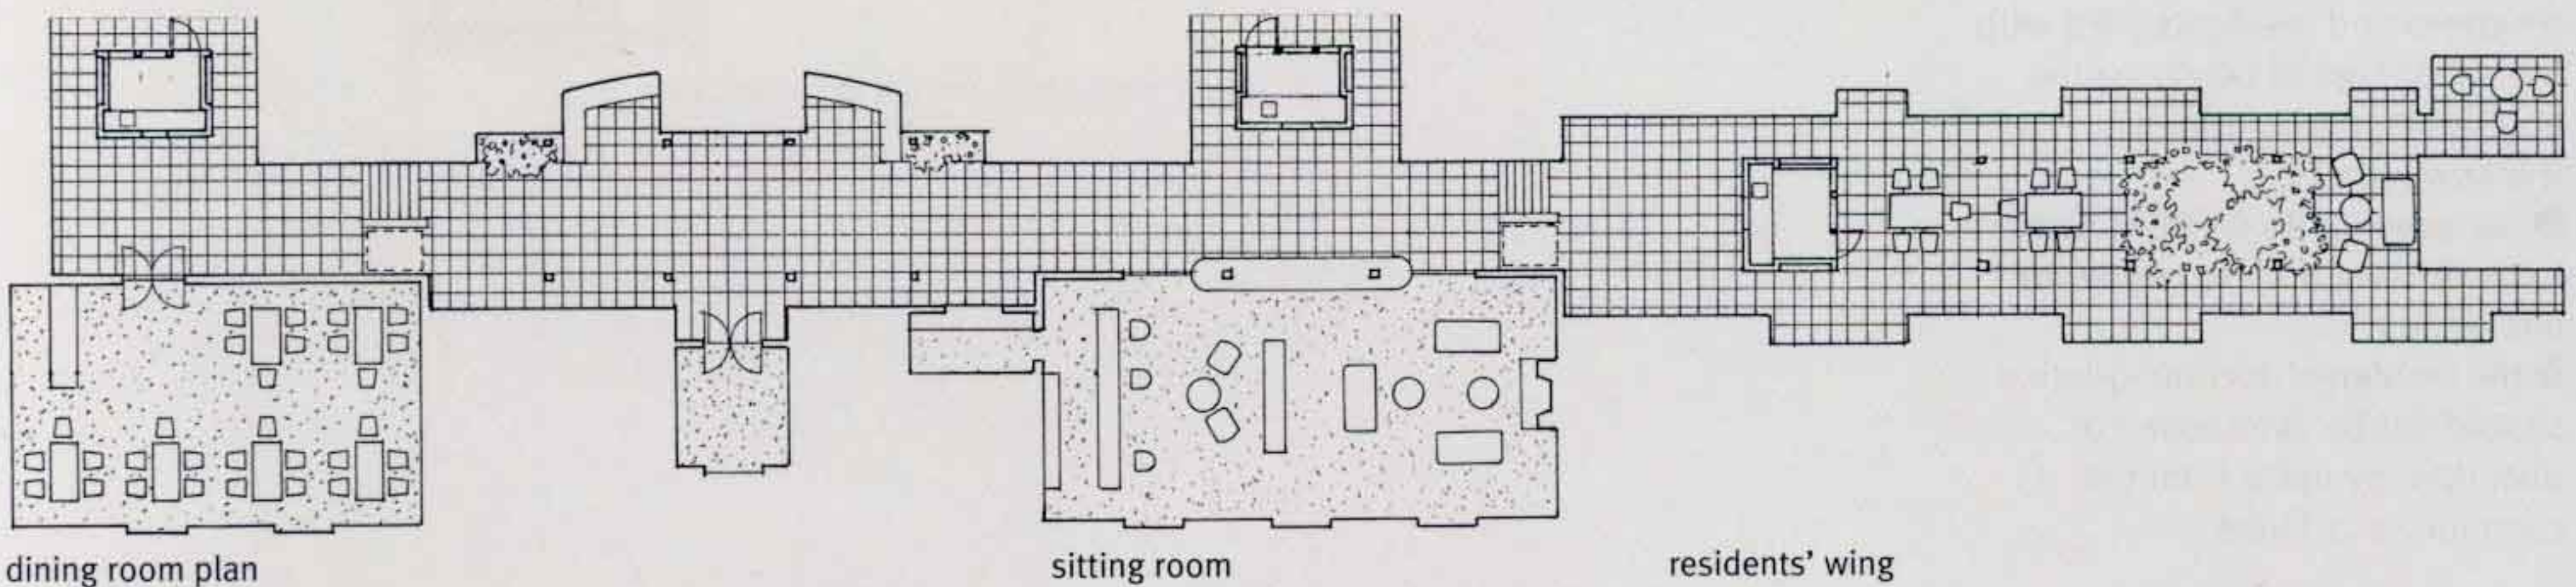 dining room plan
sitting room
residents' wing